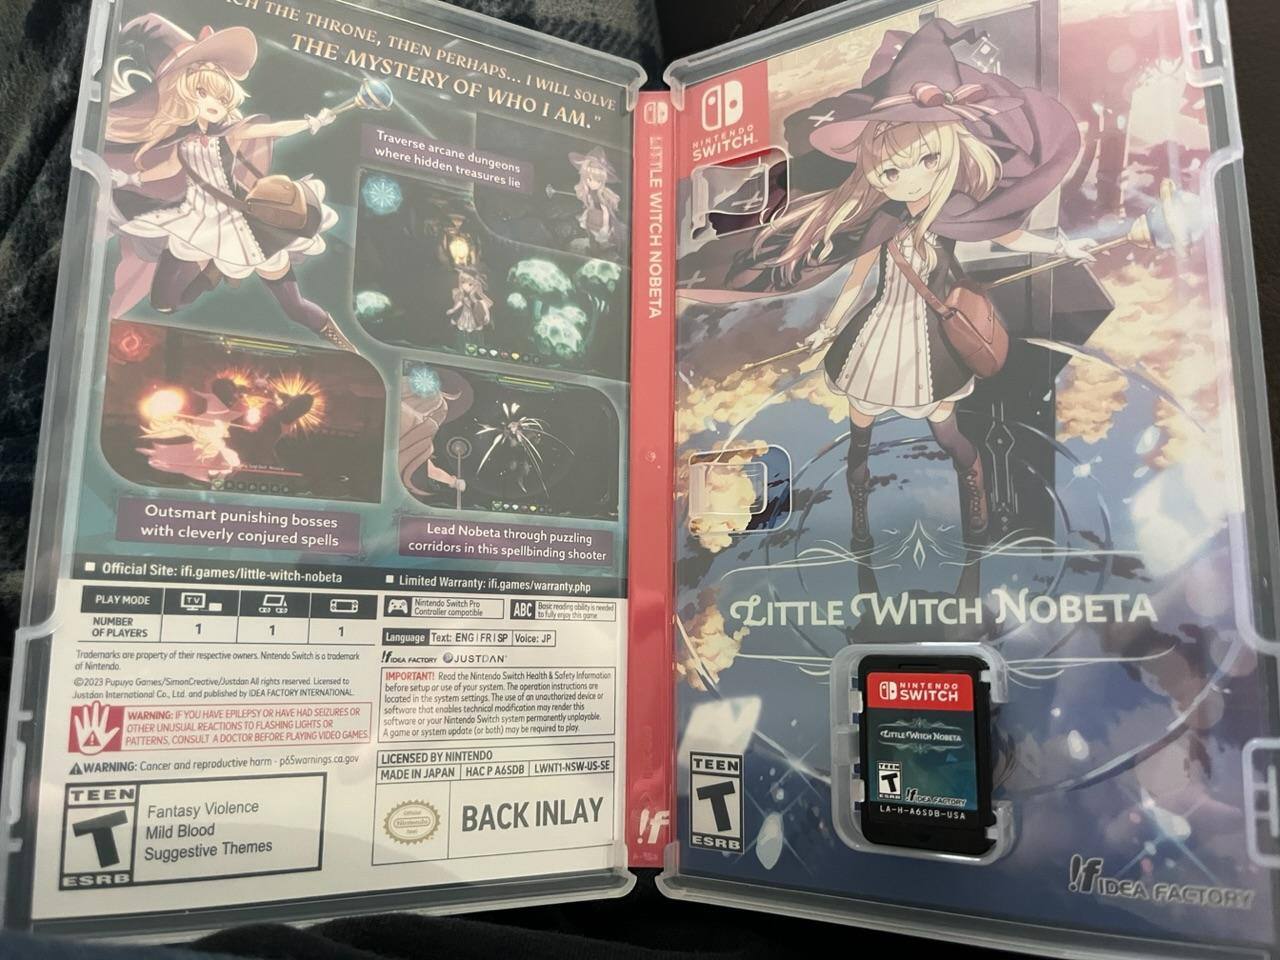 CH THE THRONE, THEN PERHAPS... I WILL SOLVE
THE MYSTERY OF WHO I AM."
Traverse arcane dungeons
where hidden treasures lie
Outsmart punishing bosses
with cleverly conjured spells
Lead Nobeta through puzzling
corridors in this spellbinding shooter
Official Site: ifi.games/little-witch-nobeta
Limited Warranty: ifi.games/warranty.php
PLAY MODE
TV
NUMBER
OF PLAYERS
1
1
1
Nintendo Switch Pro
Controller compatible
ABC
Basic reading ability is needed
to fully enjoy this game.
Language
Text: ENG | FR | SP
Voice: JP
Trademarks are property of their respective owners. Nintendo Switch is a trademark
of Nintendo.
©2023 Pupuya Games/SimonCreative/Justdan All rights reserved. Licensed to
Justdan International Co., Ltd. and published by IDEA FACTORY INTERNATIONAL.
!f IDEA FACTORY
JUSTDAN
IMPORTANT! Read the Nintendo Switch Health & Safety Information
before setup or use of your system. The operation instructions are
located in the system settings. The use of an unauthorized device or
software that enables technical modification may render this
software or your Nintendo Switch system permanently unplayable.
A game or system update (or both) may be required to play.
WARNING: IF YOU HAVE EPILEPSY OR HAVE HAD SEIZURES OR
OTHER UNUSUAL REACTIONS TO FLASHING LIGHTS OR
PATTERNS, CONSULT A DOCTOR BEFORE PLAYING VIDEO GAMES.
WARNING: Cancer and reproductive harm - p65warnings.ca.gov
LICENSED BY NINTENDO
MADE IN JAPAN
HAC P A6SDB
LWNT1-NSW-US-SE
TEEN
T
ESRB
Fantasy Violence
Mild Blood
Suggestive Themes
Official
Nintendo
Seal
BACK INLAY
LITTLE WITCH NOBETA
!f
NINTENDO
SWITCH
LITTLE WITCH NOBETA
NINTENDO
SWITCH
LITTLE WITCH NOBETA
TEEN
T
ESRB
!f IDEA FACTORY
LA-H-A6SDB-USA
TEEN
T
ESRB
!f IDEA FACTORY